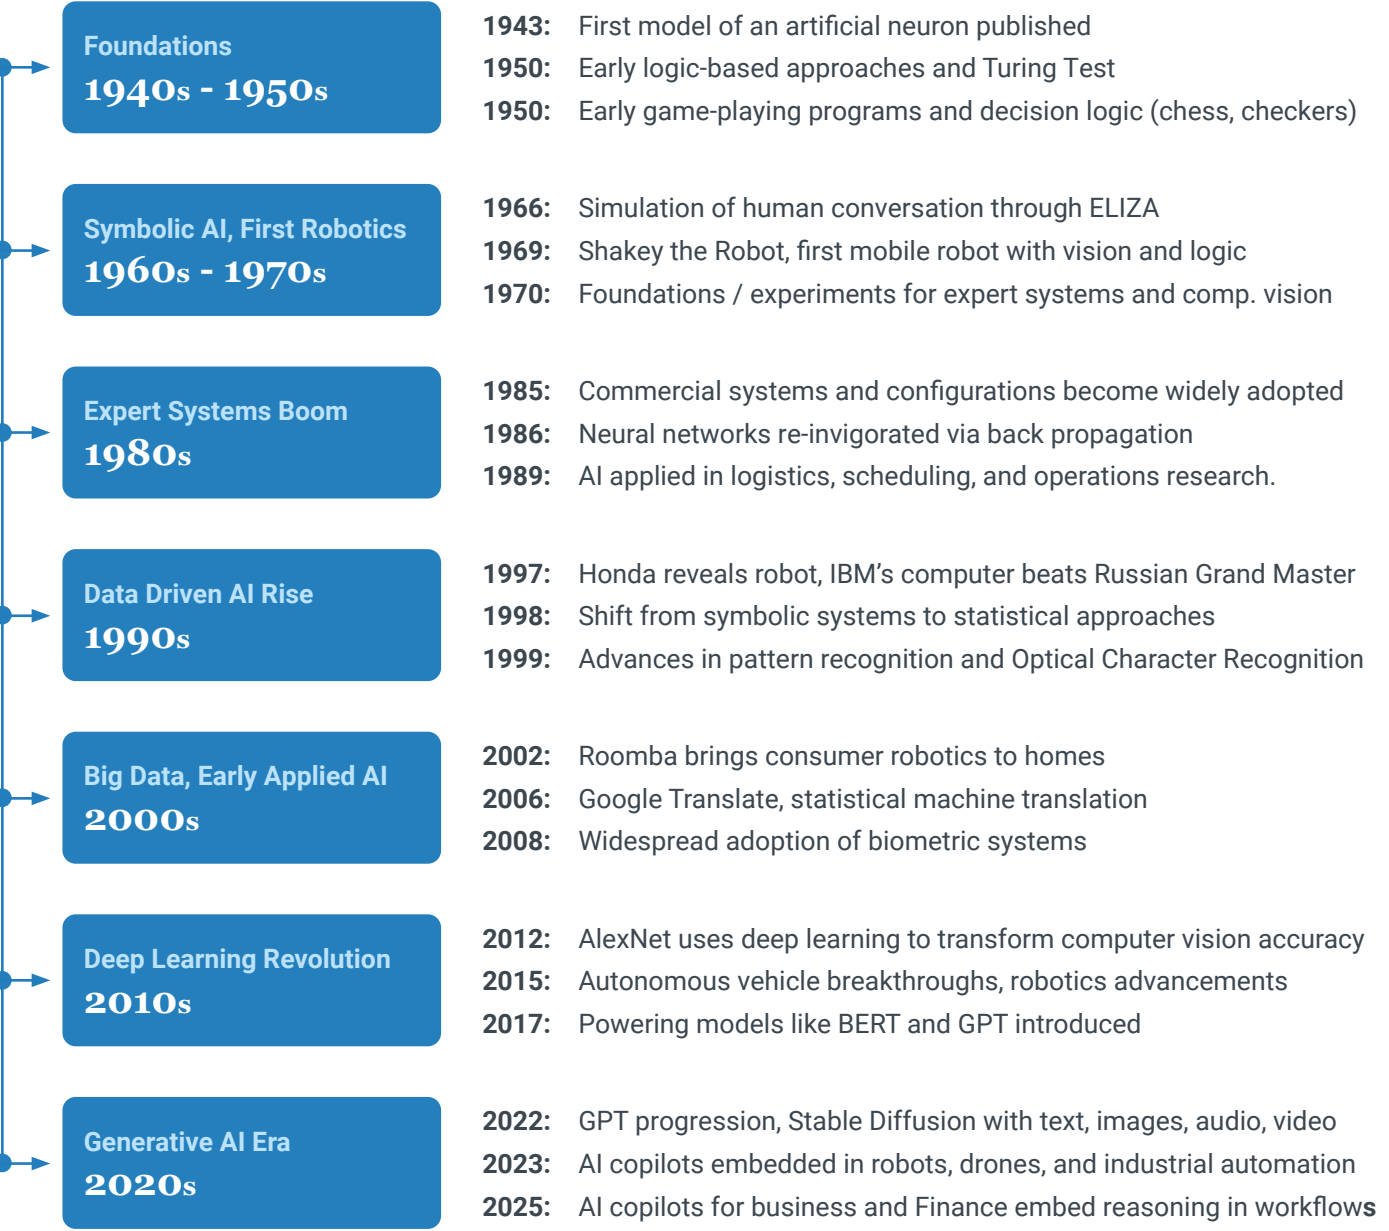 Foundations
1940s - 1950s
1943: First model of an artificial neuron published
1950: Early logic-based approaches and Turing Test
1950: Early game-playing programs and decision logic (chess, checkers)
Symbolic AI, First Robotics
1960s - 1970s
1966: Simulation of human conversation through ELIZA
1969: Shakey the Robot, first mobile robot with vision and logic
1970: Foundations / experiments for expert systems and comp. vision
Expert Systems Boom
1980s
1985: Commercial systems and configurations become widely adopted
1986: Neural networks re-invigorated via back propagation
1989: AI applied in logistics, scheduling, and operations research.
Data Driven AI Rise
1990s
1997: Honda reveals robot, IBM’s computer beats Russian Grand Master
1998: Shift from symbolic systems to statistical approaches
1999: Advances in pattern recognition and Optical Character Recognition
Big Data, Early Applied AI
2000s
2002: Roomba brings consumer robotics to homes
2006: Google Translate, statistical machine translation
2008: Widespread adoption of biometric systems
Deep Learning Revolution
2010s
2012: AlexNet uses deep learning to transform computer vision accuracy
2015: Autonomous vehicle breakthroughs, robotics advancements
2017: Powering models like BERT and GPT introduced
Generative AI Era
2020s
2022: GPT progression, Stable Diffusion with text, images, audio, video
2023: AI copilots embedded in robots, drones, and industrial automation
2025: AI copilots for business and Finance embed reasoning in workflows